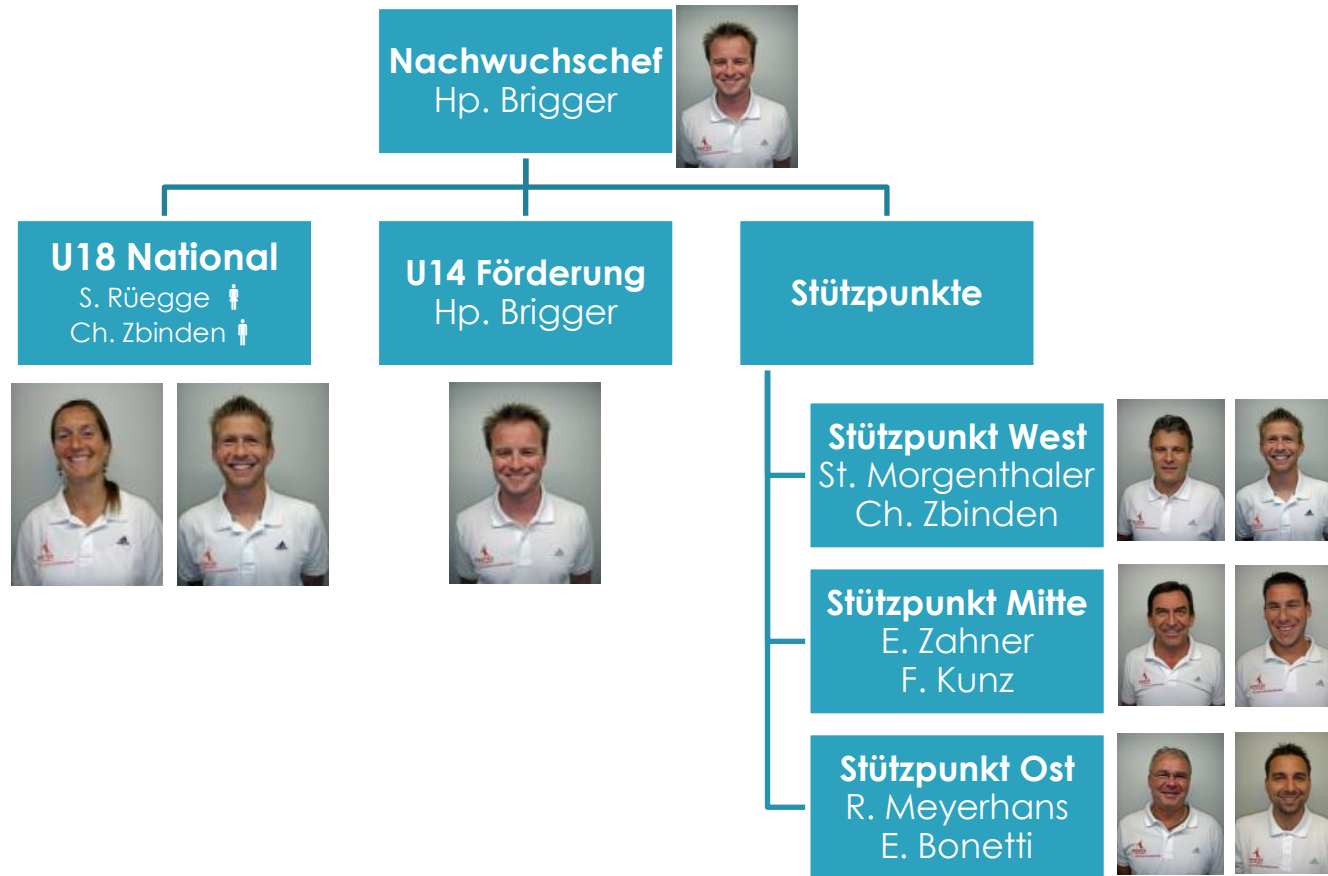 Nachwuchschef
Hp. Brigger
U18 National
S. Rüegge
Ch. Zbinden
U14 Förderung
Hp. Brigger
Stützpunkte
Stützpunkt West
St. Morgenthaler
Ch. Zbinden
Stützpunkt Mitte
E. Zahner
F. Kunz
Stützpunkt Ost
R. Meyerhans
E. Bonetti